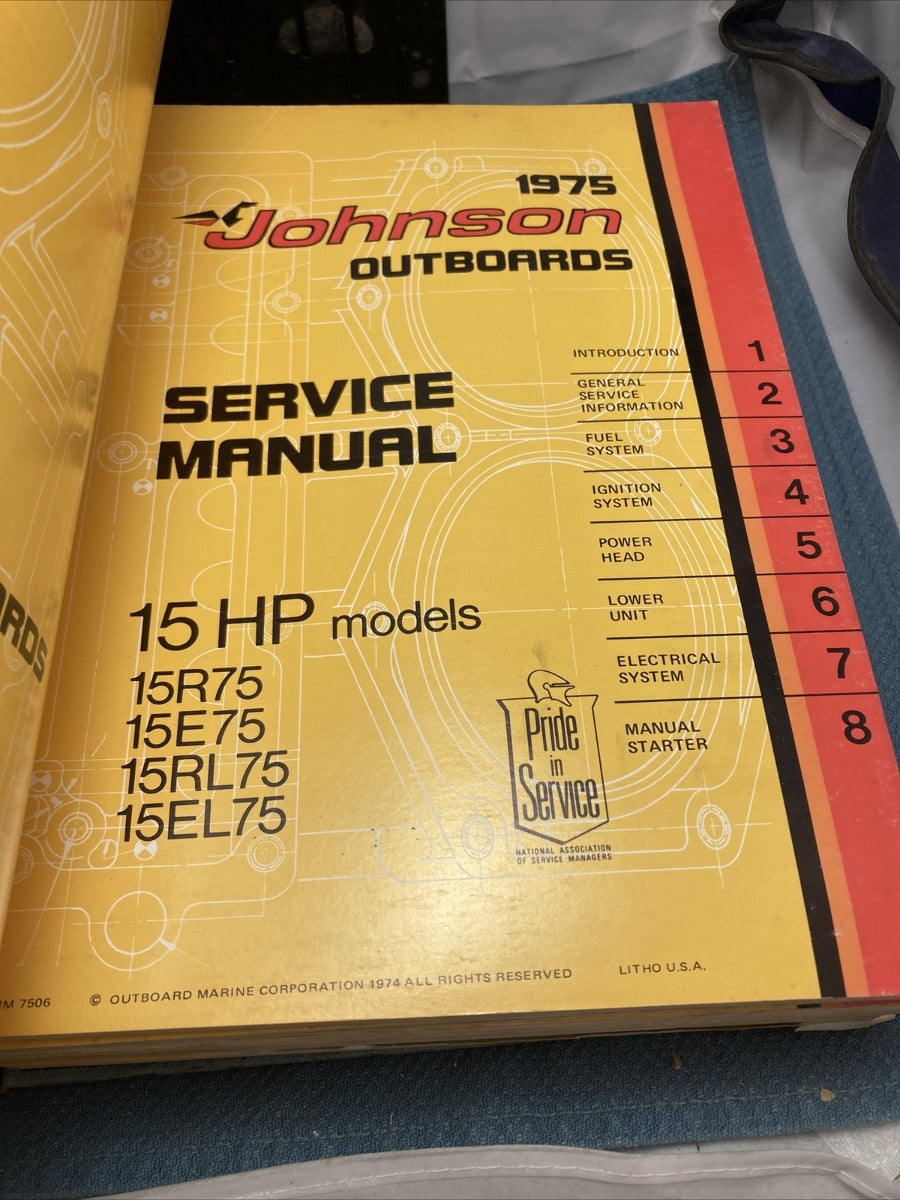 1975
Johnson
OUTBOARDS
SERVICE
MANUAL
15 HP models
15R75
15E75
15RL75
15EL75
INTRODUCTION 1
GENERAL
SERVICE
INFORMATION 2
FUEL
SYSTEM 3
IGNITION
SYSTEM 4
POWER
HEAD 5
LOWER
UNIT 6
ELECTRICAL
SYSTEM 7
MANUAL
STARTER 8
Pride
in
Service
NATIONAL ASSOCIATION
OF SERVICE MANAGERS
7506
© OUTBOARD MARINE CORPORATION 1974 ALL RIGHTS RESERVED
LITHO U.S.A.